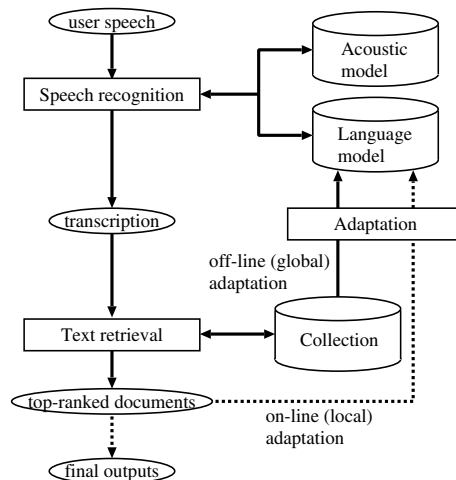 user speech
Acoustic
model
Speech recognition
Language
model
transcription
Adaptation
off-line (global)
adaptation
Text retrieval
Collection
top-ranked documents
on-line (local)
adaptation
final outputs